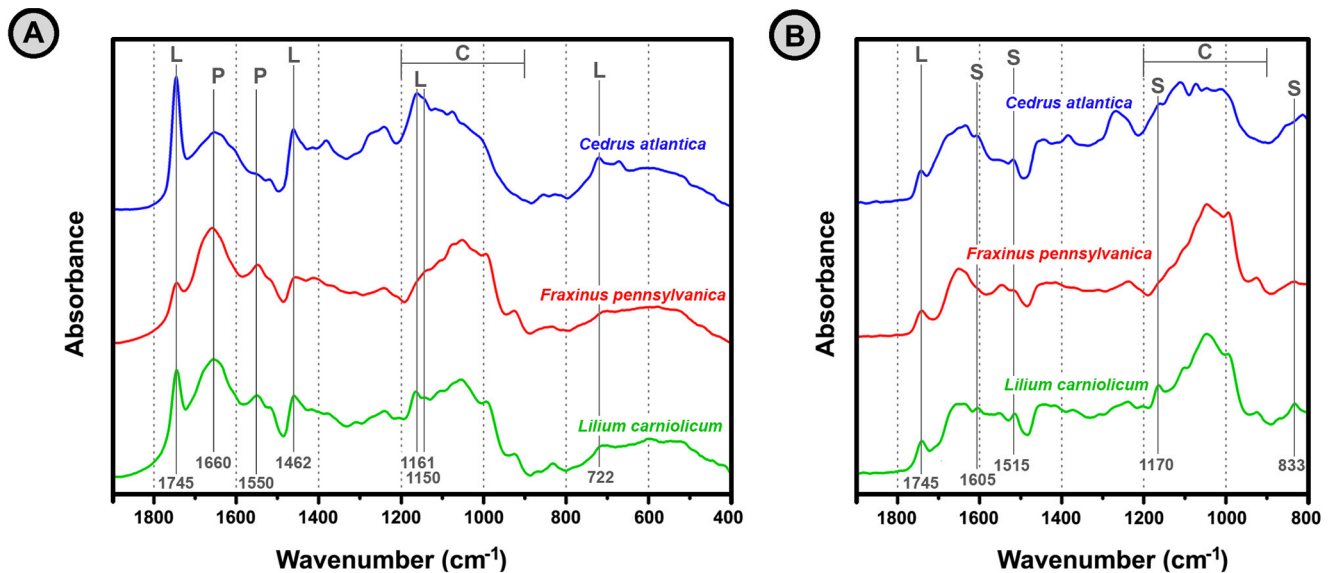 A
L P P L C L L
Cedrus atlantica
Fraxinus pennsylvanica
Lilium carniolicum
1745 1660 1550 1462 1161 1150 722
1800 1600 1400 1200 1000 800 600 400
Wavenumber (cm-1)
Absorbance
B
L S S C S S
Cedrus atlantica
Fraxinus pennsylvanica
Lilium carniolicum
1745 1605 1515 1170 833
1800 1600 1400 1200 1000 800
Wavenumber (cm-1)
Absorbance